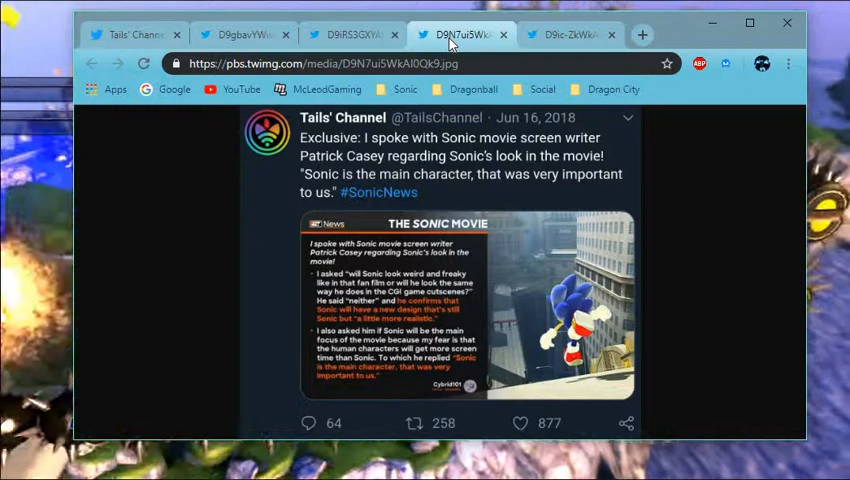 Tails' Channe
D9gbavYWw
D9iRS3GXYA
D9N7ui5WkA
D9ic-ZkWkA
https://pbs.twimg.com/media/D9N7ui5WkAI0Qk9.jpg
ABP
Apps
Google
YouTube
McLeodGaming
Sonic
Dragonball
Social
Dragon City
Tails' Channel @TailsChannel · Jun 16, 2018
Exclusive: I spoke with Sonic movie screen writer
Patrick Casey regarding Sonic's look in the movie!
"Sonic is the main character, that was very important
to us." #SonicNews
News
THE SONIC MOVIE
I spoke with Sonic movie screen writer
Patrick Casey regarding Sonic's look in the
movie!
• I asked "will Sonic look weird and freaky
like in that fan film or will he look the same
way he does in the CGI game cutscenes?"
He said "neither" and he confirms that
Sonic will have a new design that's still
Sonic but "a little more realistic."
• I also asked him if Sonic will be the main
focus of the movie because my fear is that
the human characters will get more screen
time than Sonic. To which he replied "Sonic
is the main character, that was very
important to us."
Cybrid101
64
258
877